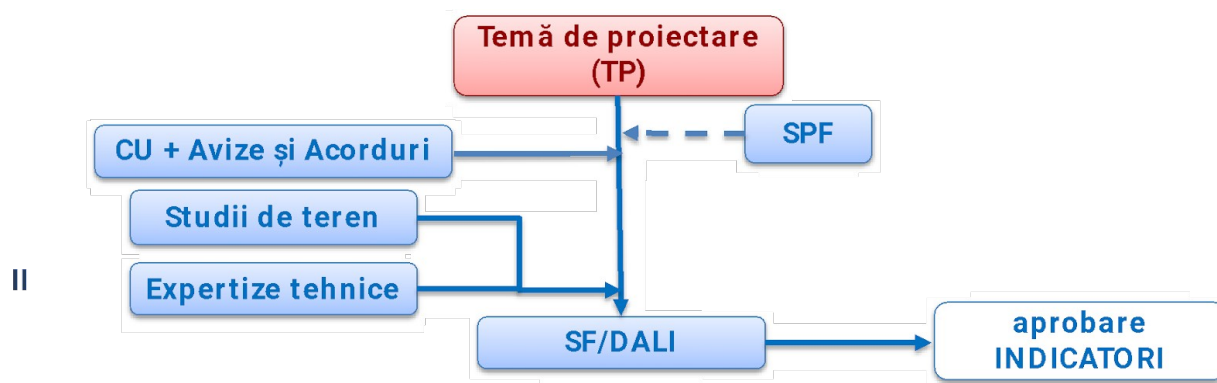 Temă de proiectare
(TP)
SPF
CU + Avize și Acorduri
Studii de teren
II
Expertize tehnice
SF/DALI
aprobare
INDICATORI